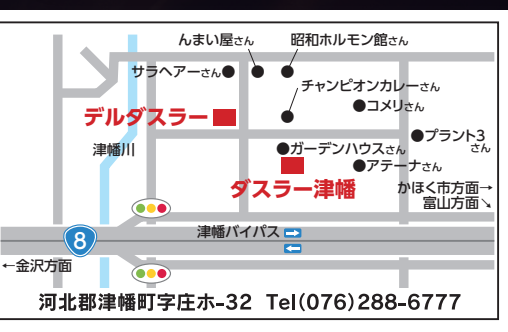 んまい屋さん
昭和ホルモン館さん
サラヘアーさん
チャンピオンカレーさん
コメリさん
デルダスラー
プラント3
さん
津幡川
ガーデンハウスさん
アテーナさん
ダスラー津幡
かほく市方面→
富山方面↘
津幡バイパス
8
←金沢方面
河北郡津幡町字庄ホ-32 Tel(076)288-6777